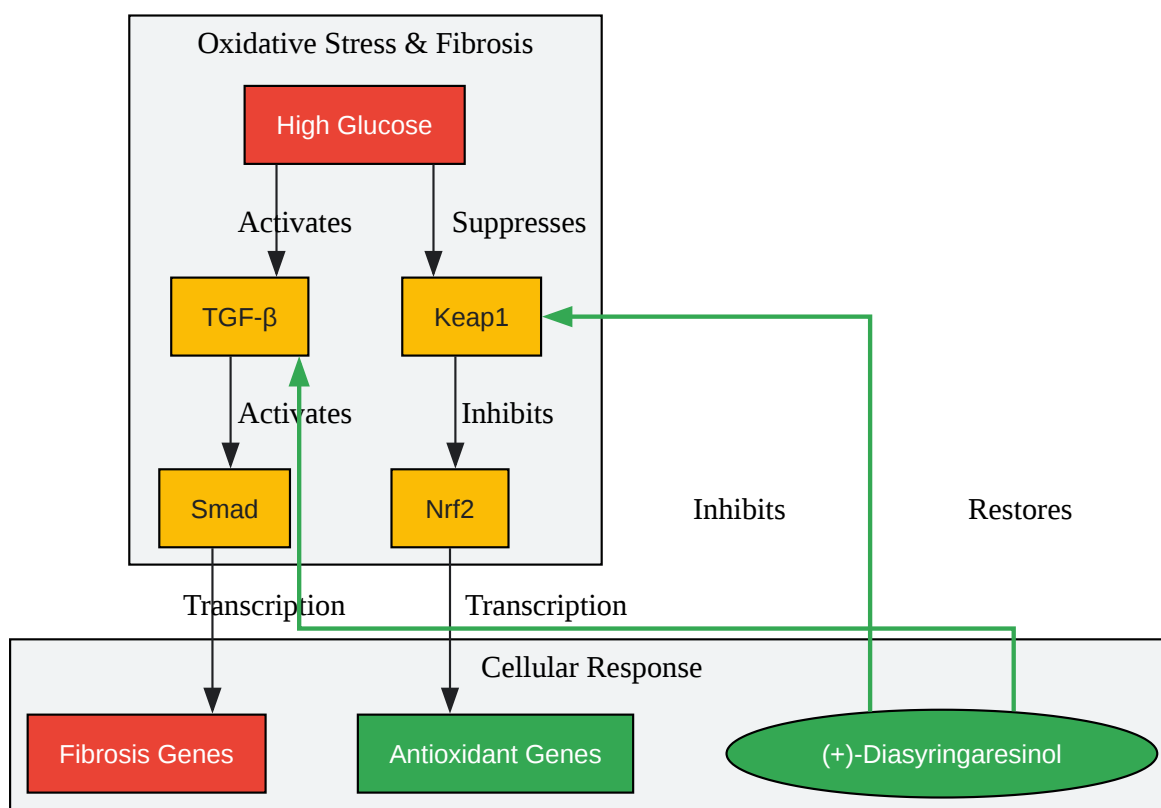 Oxidative Stress & Fibrosis
High Glucose
Activates
Suppresses
TGF-β
Keap1
Activates
Inhibits
Smad
Nrf2
Inhibits
Restores
Transcription
Transcription
Cellular Response
Fibrosis Genes
Antioxidant Genes
(+)-Diasyringaresinol